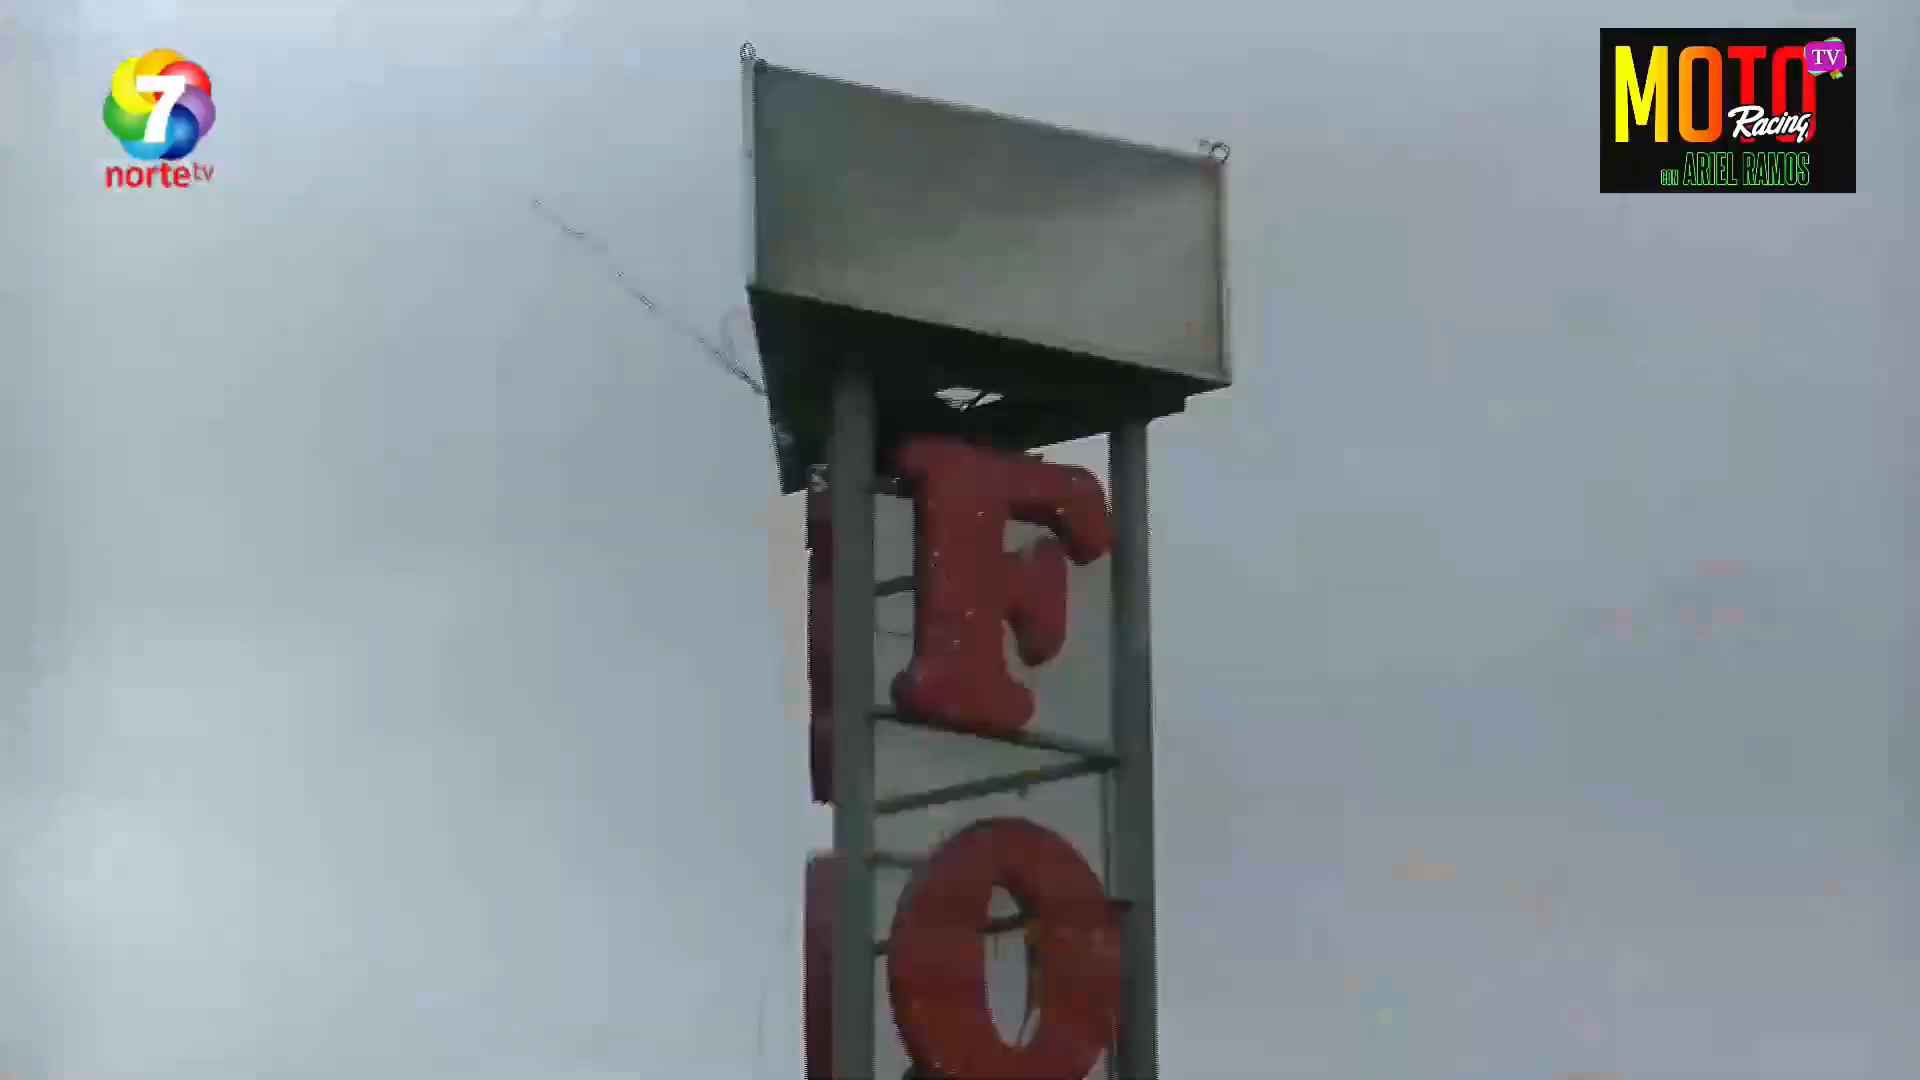 7
norte tv
MOTO TV
Racing
CON ARIEL RAMOS
F
O